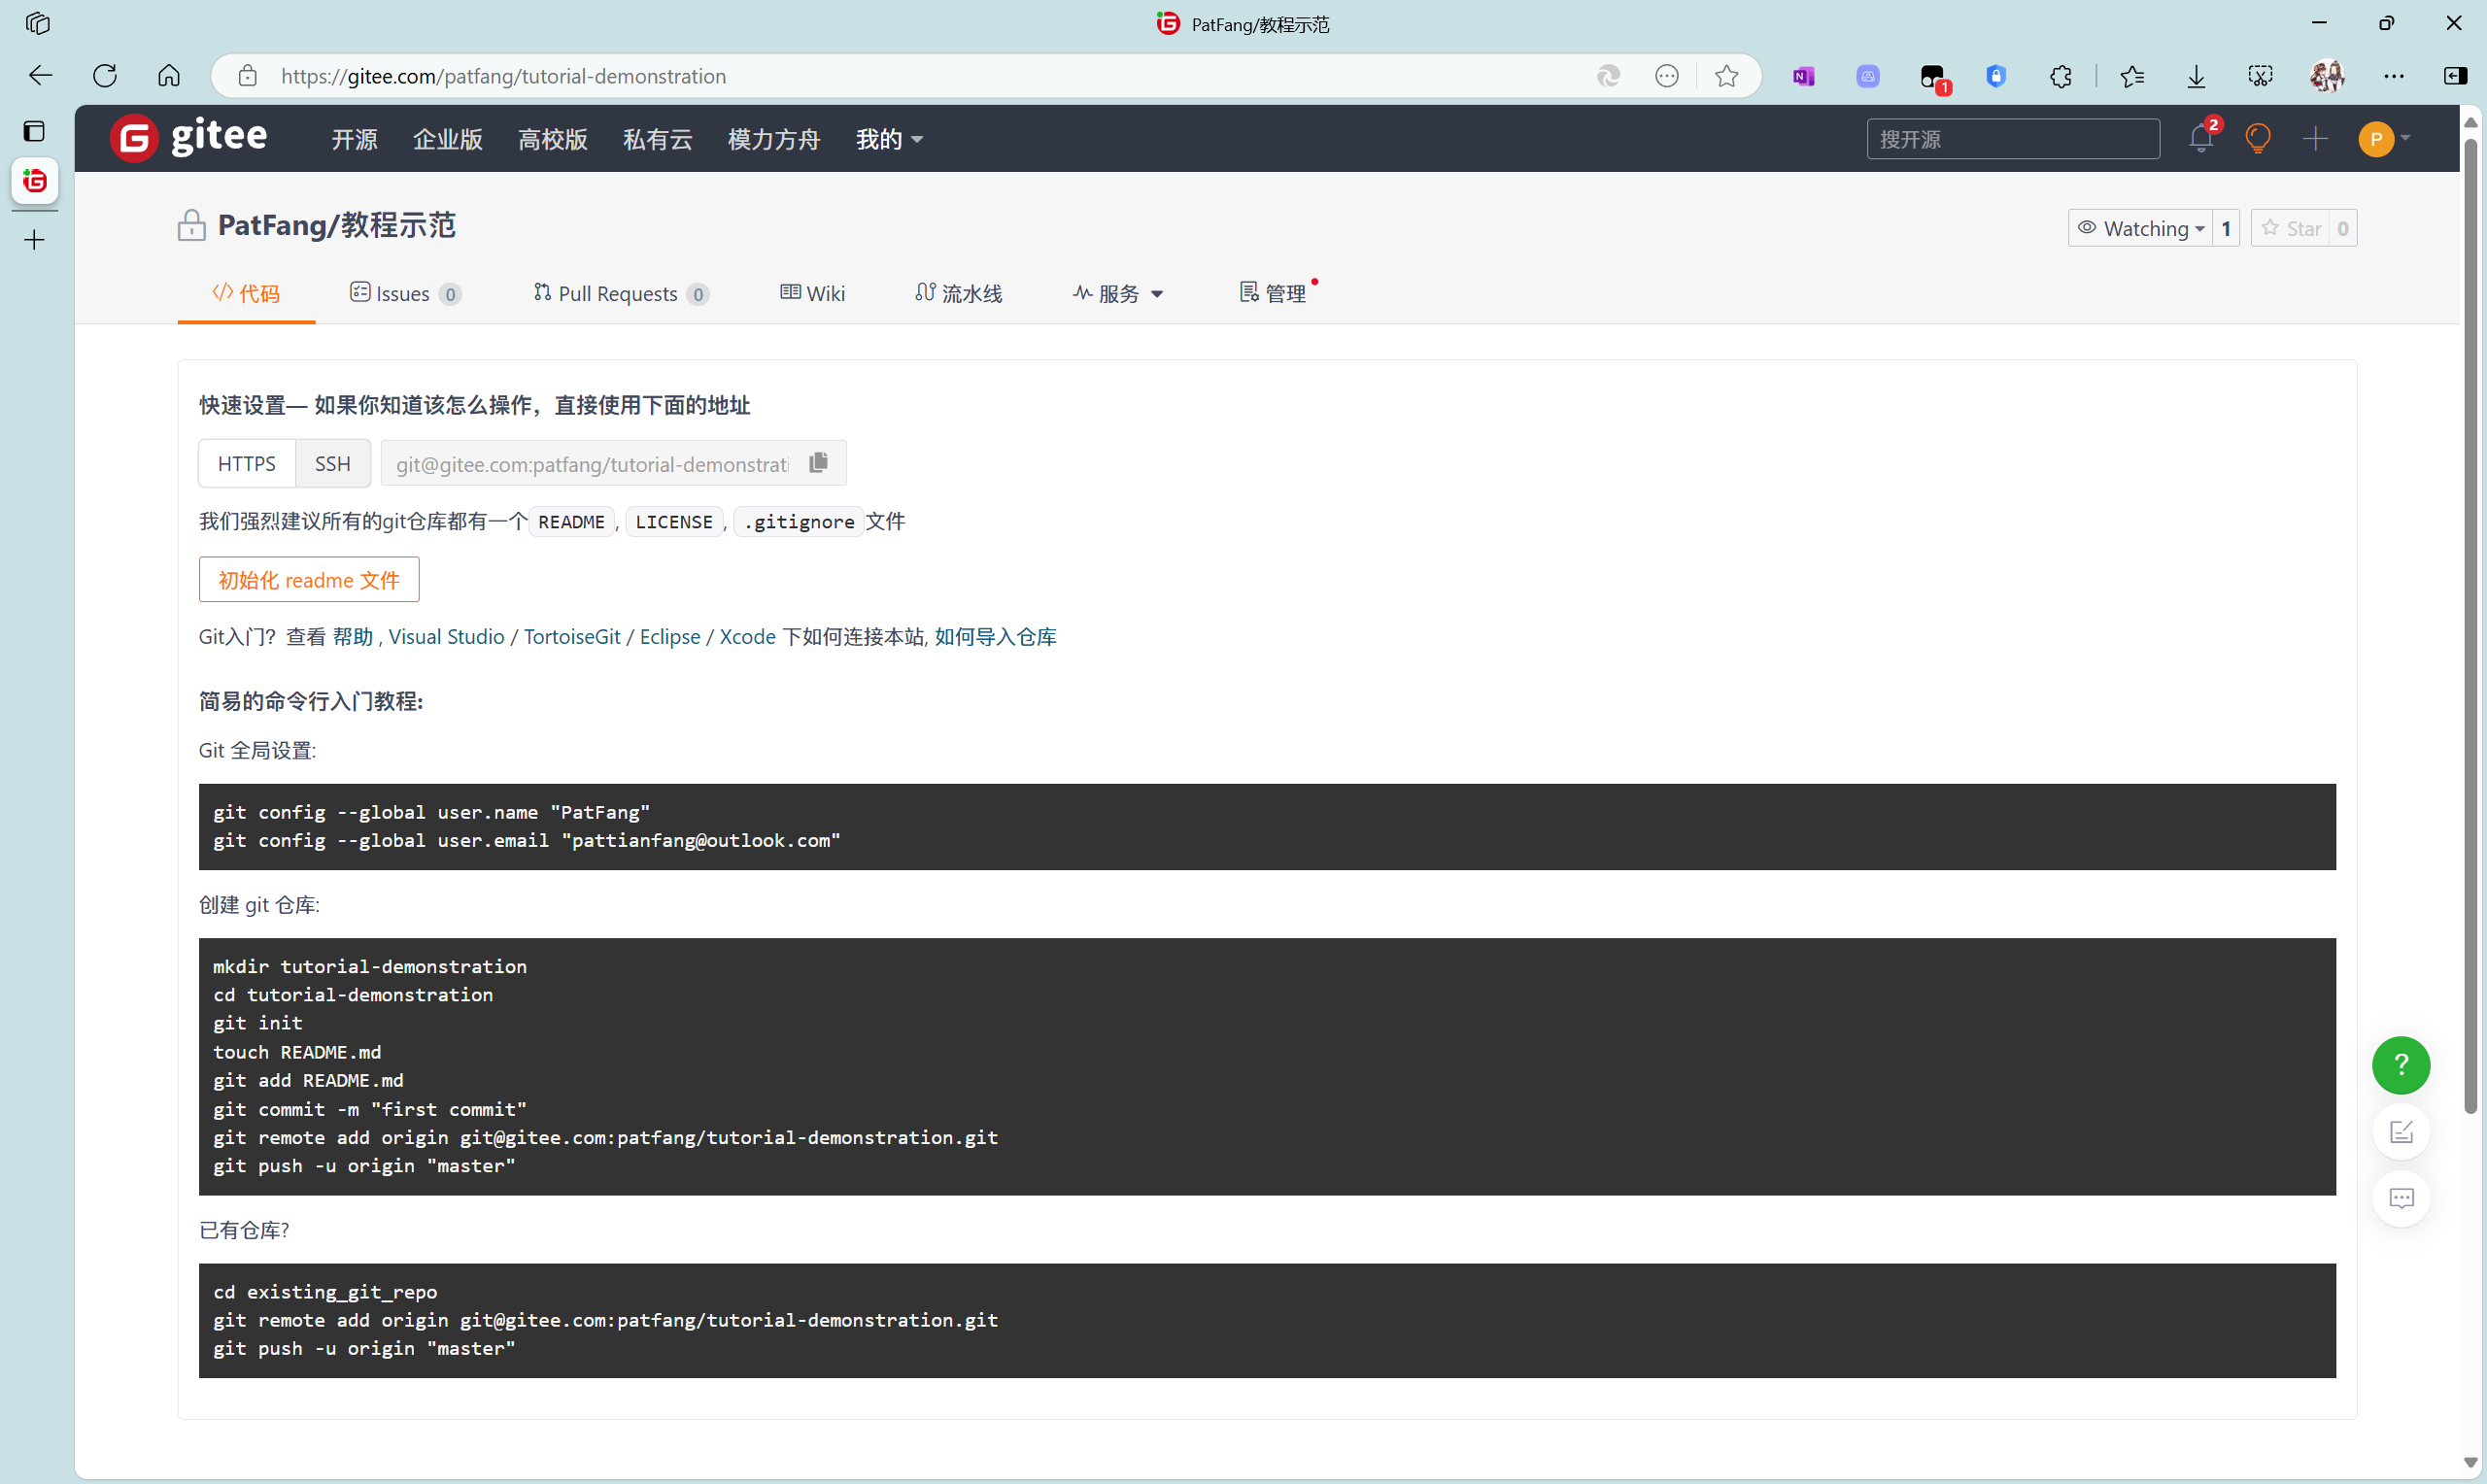 PatFang/教程示范
https://gitee.com/patfang/tutorial-demonstration
1
gitee 开源 企业版 高校版 私有云 模力方舟 我的 搜开源 2 P
PatFang/教程示范 Watching 1 Star 0
代码 Issues 0 Pull Requests 0 Wiki 流水线 服务 管理
快速设置— 如果你知道该怎么操作，直接使用下面的地址
HTTPS SSH git@gitee.com:patfang/tutorial-demonstrati
我们强烈建议所有的git仓库都有一个 README, LICENSE, .gitignore 文件
初始化 readme 文件
Git入门？查看 帮助 , Visual Studio / TortoiseGit / Eclipse / Xcode 下如何连接本站, 如何导入仓库
简易的命令行入门教程:
Git 全局设置:
git config --global user.name "PatFang"
git config --global user.email "pattianfang@outlook.com"
创建 git 仓库:
mkdir tutorial-demonstration
cd tutorial-demonstration
git init
touch README.md
git add README.md
git commit -m "first commit"
git remote add origin git@gitee.com:patfang/tutorial-demonstration.git
git push -u origin "master"
已有仓库?
cd existing_git_repo
git remote add origin git@gitee.com:patfang/tutorial-demonstration.git
git push -u origin "master"
?